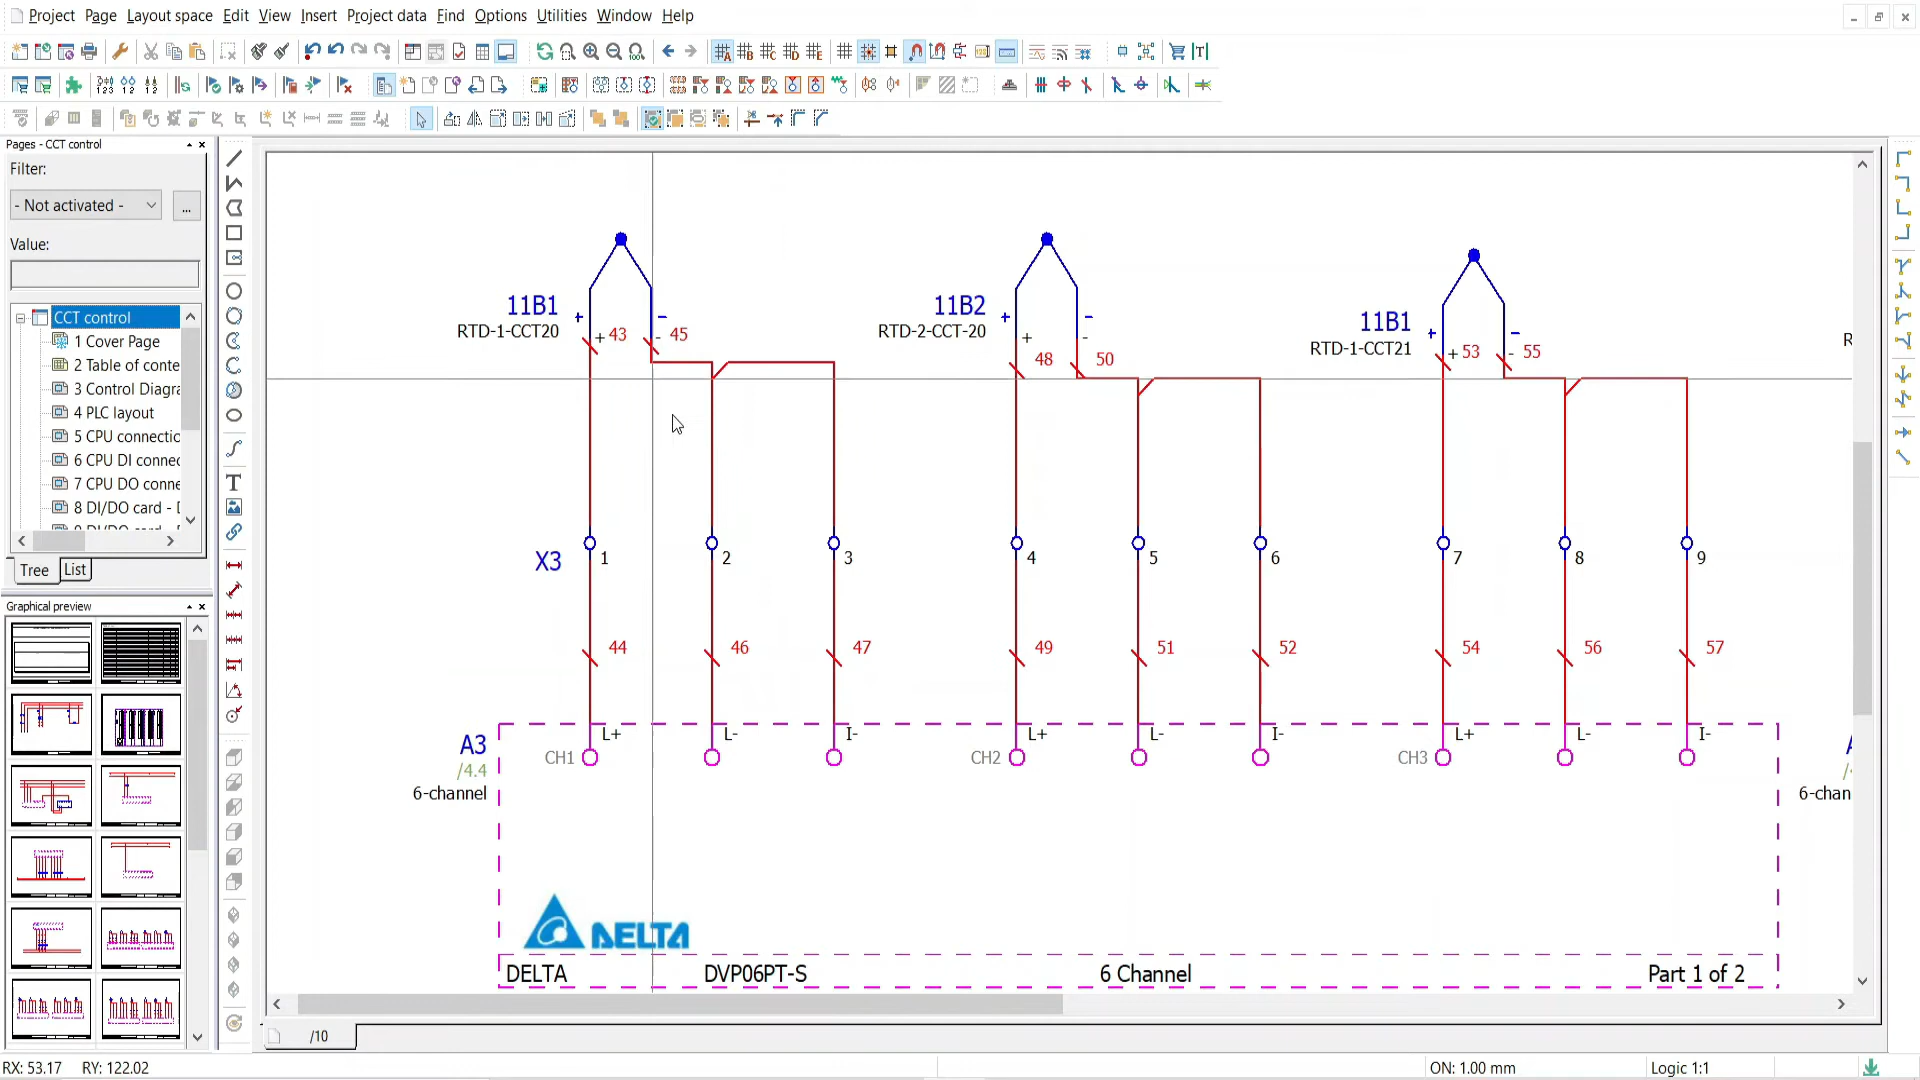 Project Page Layout space Edit View Insert Project data Find Options Utilities Window Help
Pages - CCT control
Filter:
- Not activated -
...
Value:
CCT control
1 Cover Page
2 Table of conte
3 Control Diagra
4 PLC layout
5 CPU connectic
6 CPU DI connec
7 CPU DO conne
8 DI/DO card - D
Tree List
Graphical preview
11B1
RTD-1-CCT20
+ + 43 - - 45
11B2
RTD-2-CCT-20
+ + 48 - - 50
11B1
RTD-1-CCT21
+ + 53 - - 55
R
X3 1 2 3 4 5 6 7 8 9
44 46 47 49 51 52 54 56 57
A3
/4.4
6-channel
CH1 L+ L- I- CH2 L+ L- I- CH3 L+ L- I-
6-chan
DELTA
DELTA DVP06PT-S 6 Channel Part 1 of 2
/10
RX: 53.17 RY: 122.02 ON: 1.00 mm Logic 1:1